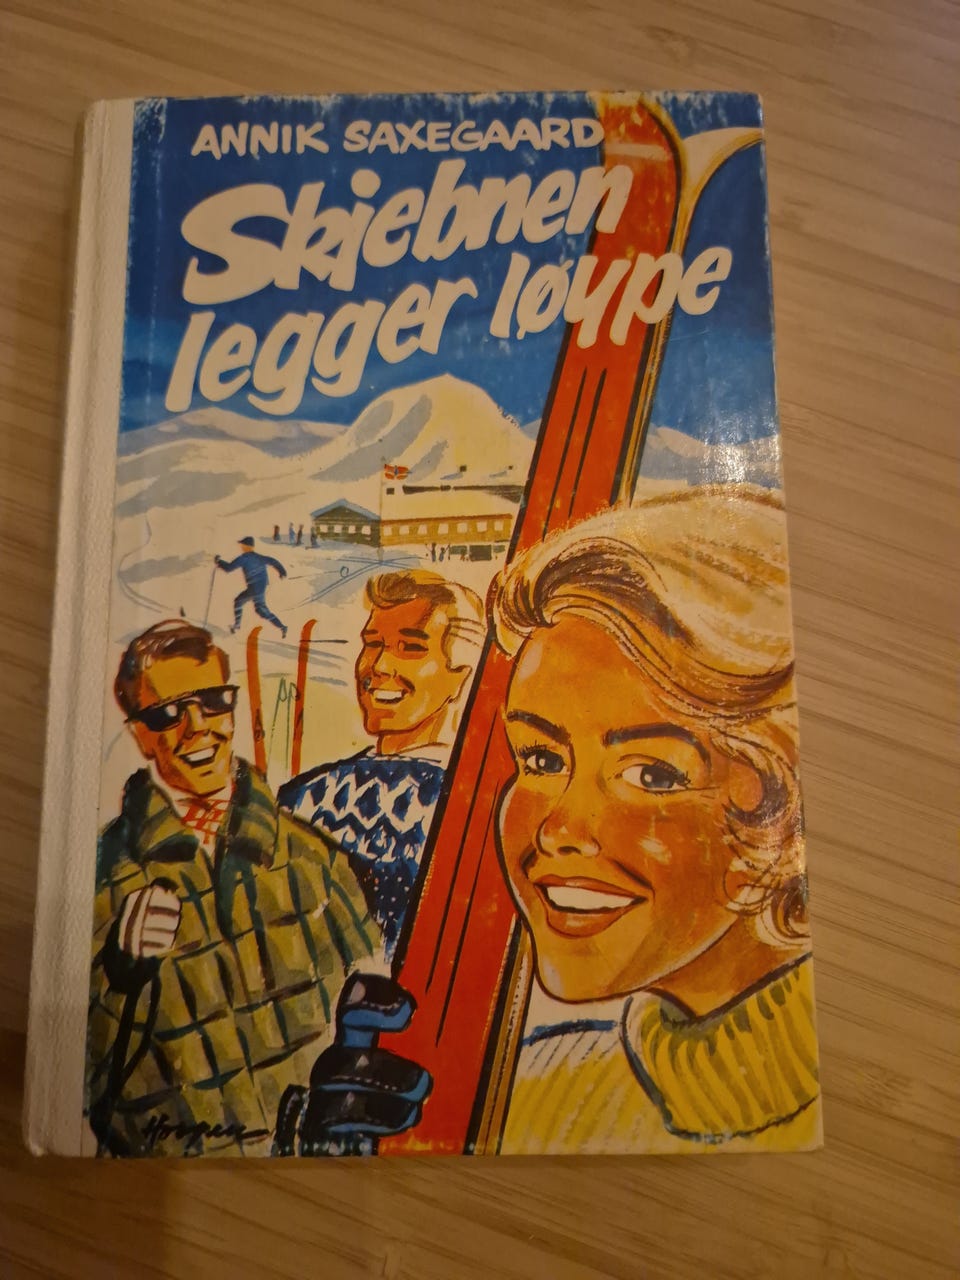 ANNIK SAXEGAARD
Skjebnen
legger løype